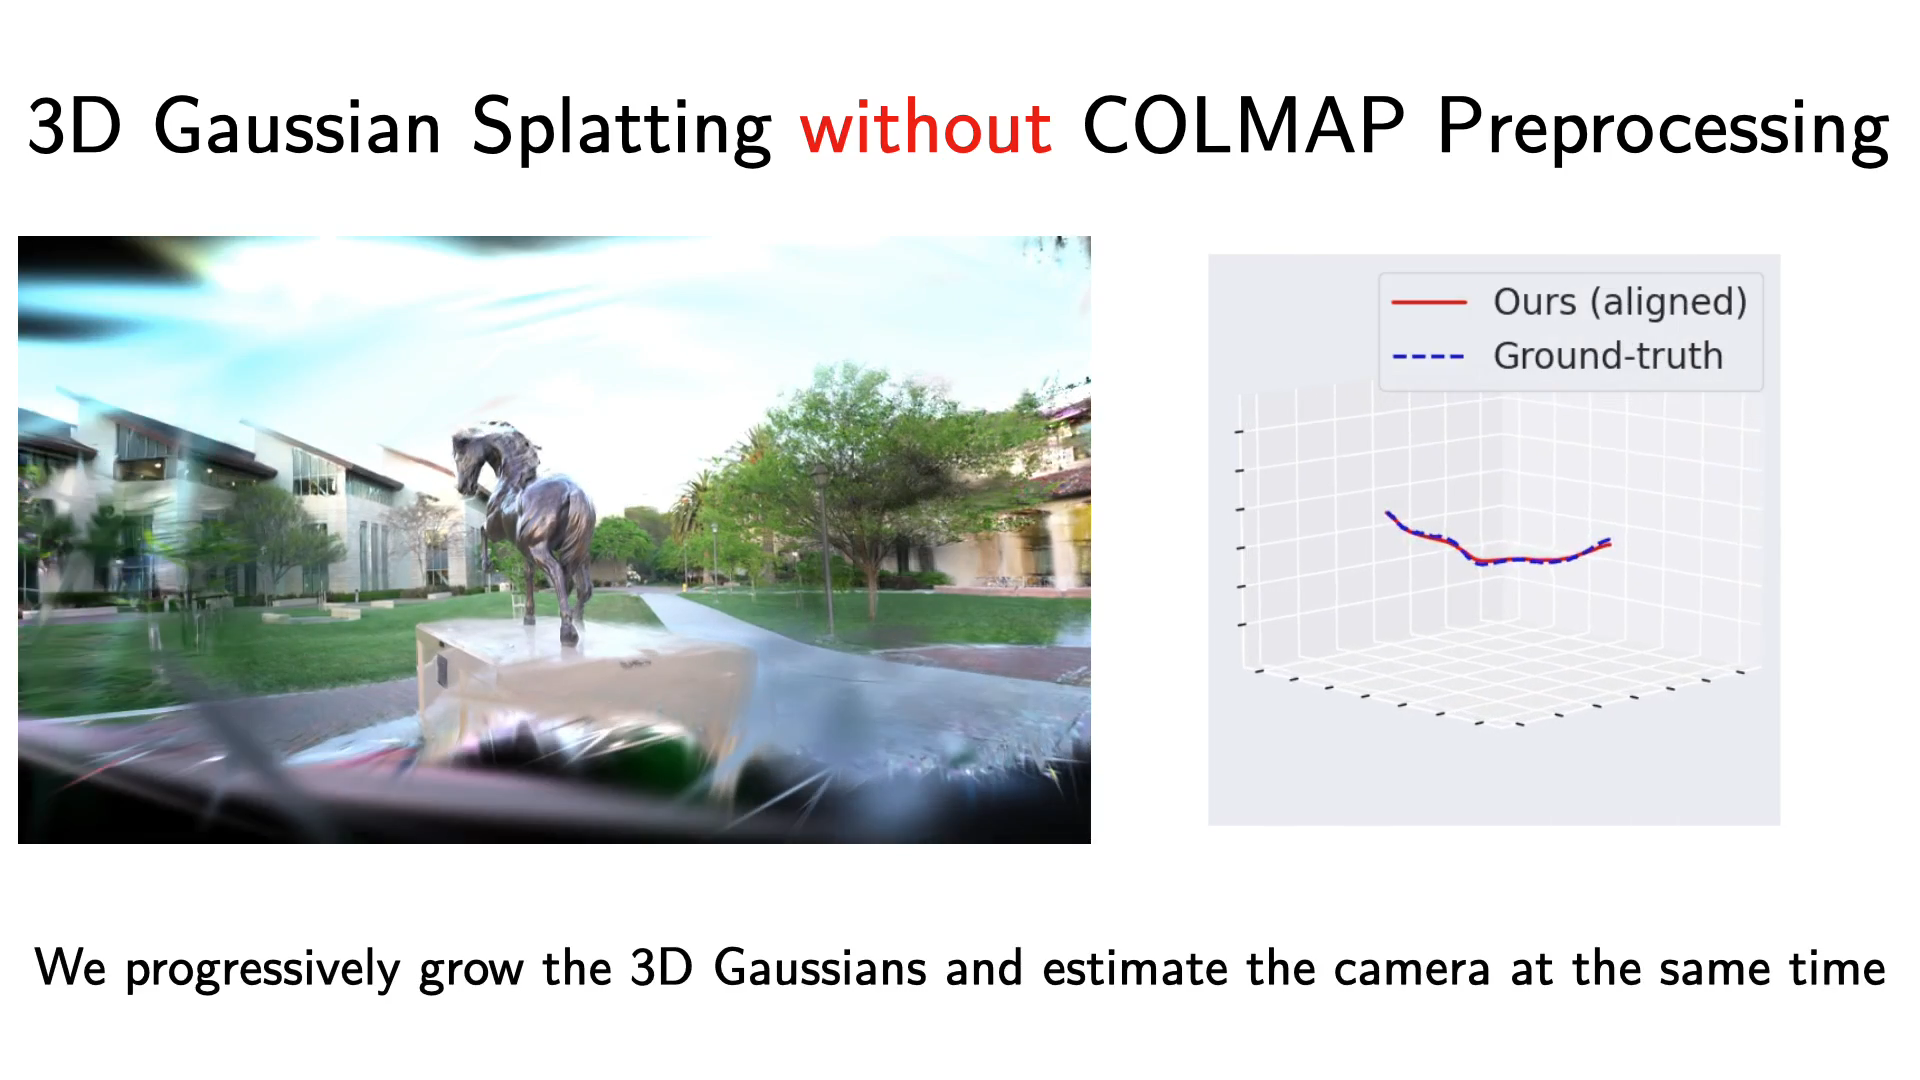 3D Gaussian Splatting without COLMAP Preprocessing
Ours (aligned)
Ground-truth
We progressively grow the 3D Gaussians and estimate the camera at the same time